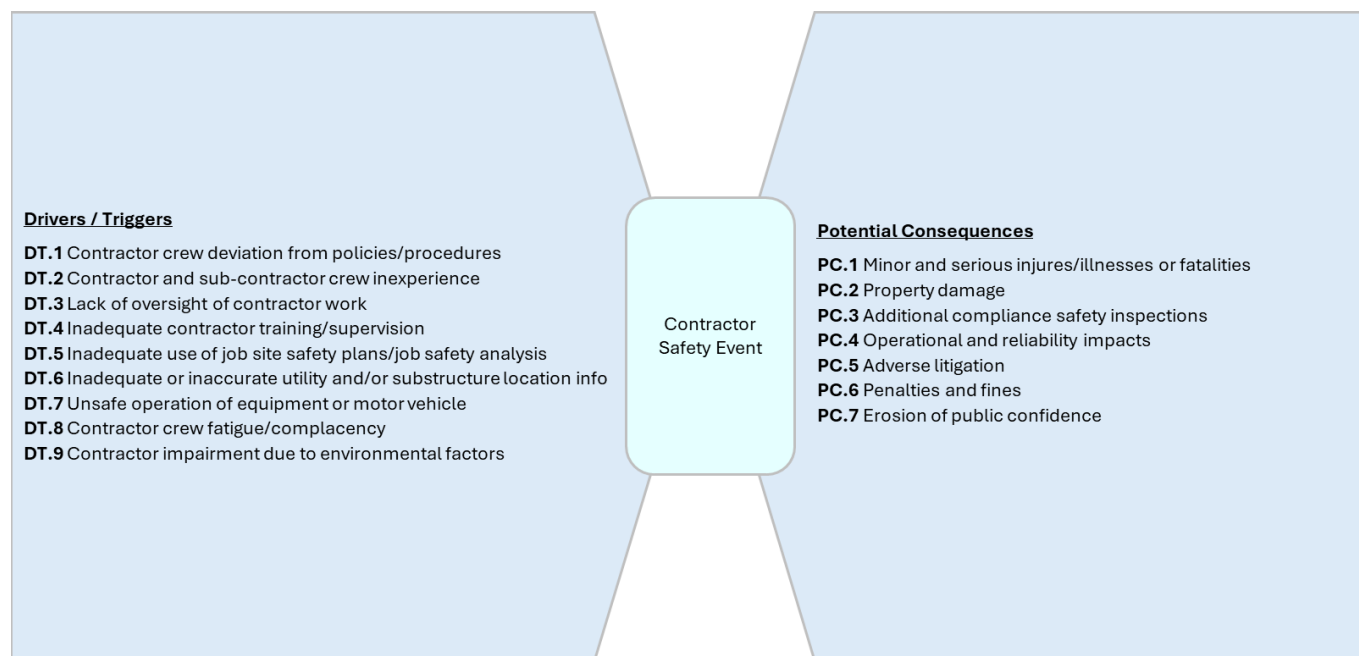 Drivers / Triggers
DT.1 Contractor crew deviation from policies/procedures
DT.2 Contractor and sub-contractor crew inexperience
DT.3 Lack of oversight of contractor work
DT.4 Inadequate contractor training/supervision
DT.5 Inadequate use of job site safety plans/job safety analysis
DT.6 Inadequate or inaccurate utility and/or substructure location info
DT.7 Unsafe operation of equipment or motor vehicle
DT.8 Contractor crew fatigue/complacency
DT.9 Contractor impairment due to environmental factors
Contractor
Safety Event
Potential Consequences
PC.1 Minor and serious injures/illnesses or fatalities
PC.2 Property damage
PC.3 Additional compliance safety inspections
PC.4 Operational and reliability impacts
PC.5 Adverse litigation
PC.6 Penalties and fines
PC.7 Erosion of public confidence